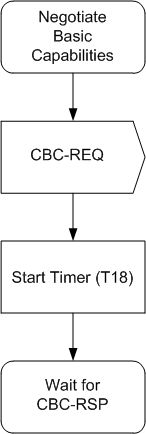 Negotiate
Basic
Capabilities
CBC-REQ
Start Timer (T18)
Wait for
CBC-RSP